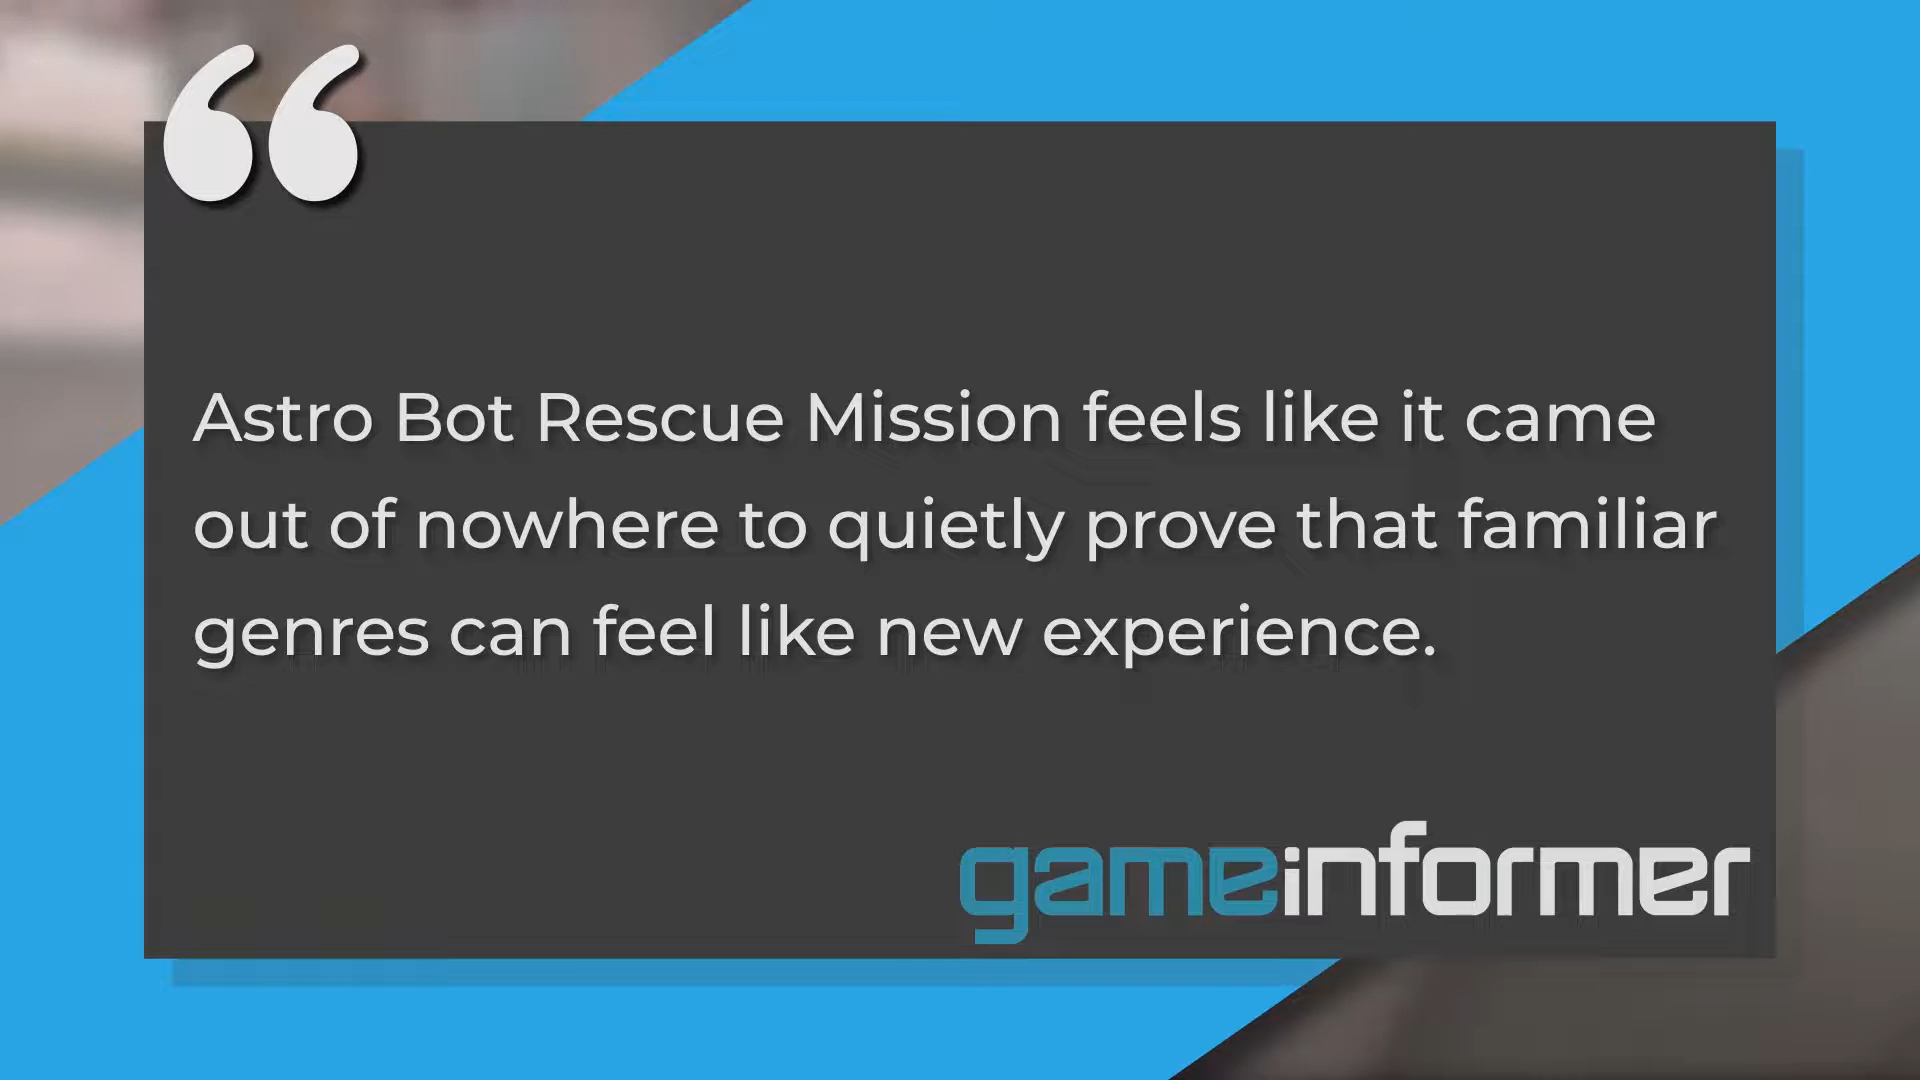 Astro Bot Rescue Mission feels like it came
out of nowhere to quietly prove that familiar
genres can feel like new experience.
gameinformer